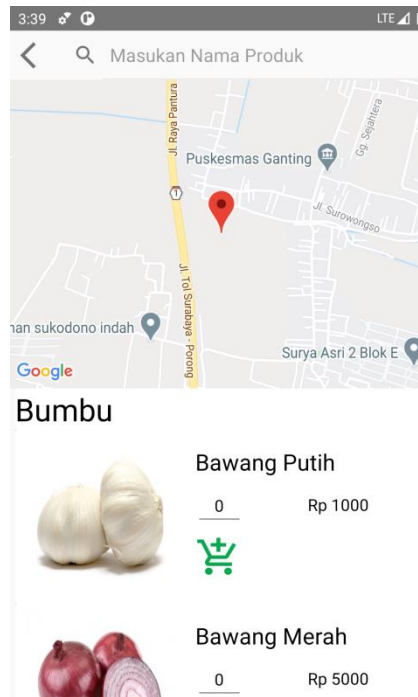 3:39
LTE
Masukan Nama Produk
Jl. Raya Pantura
Gg. Sejahtera
Puskesmas Ganting
1
Jl. Surowongso
Jl. Tol Surabaya - Porong
nan sukodono indah
Surya Asri 2 Blok E
Google
Bumbu
Bawang Putih
0 Rp 1000
Bawang Merah
0 Rp 5000